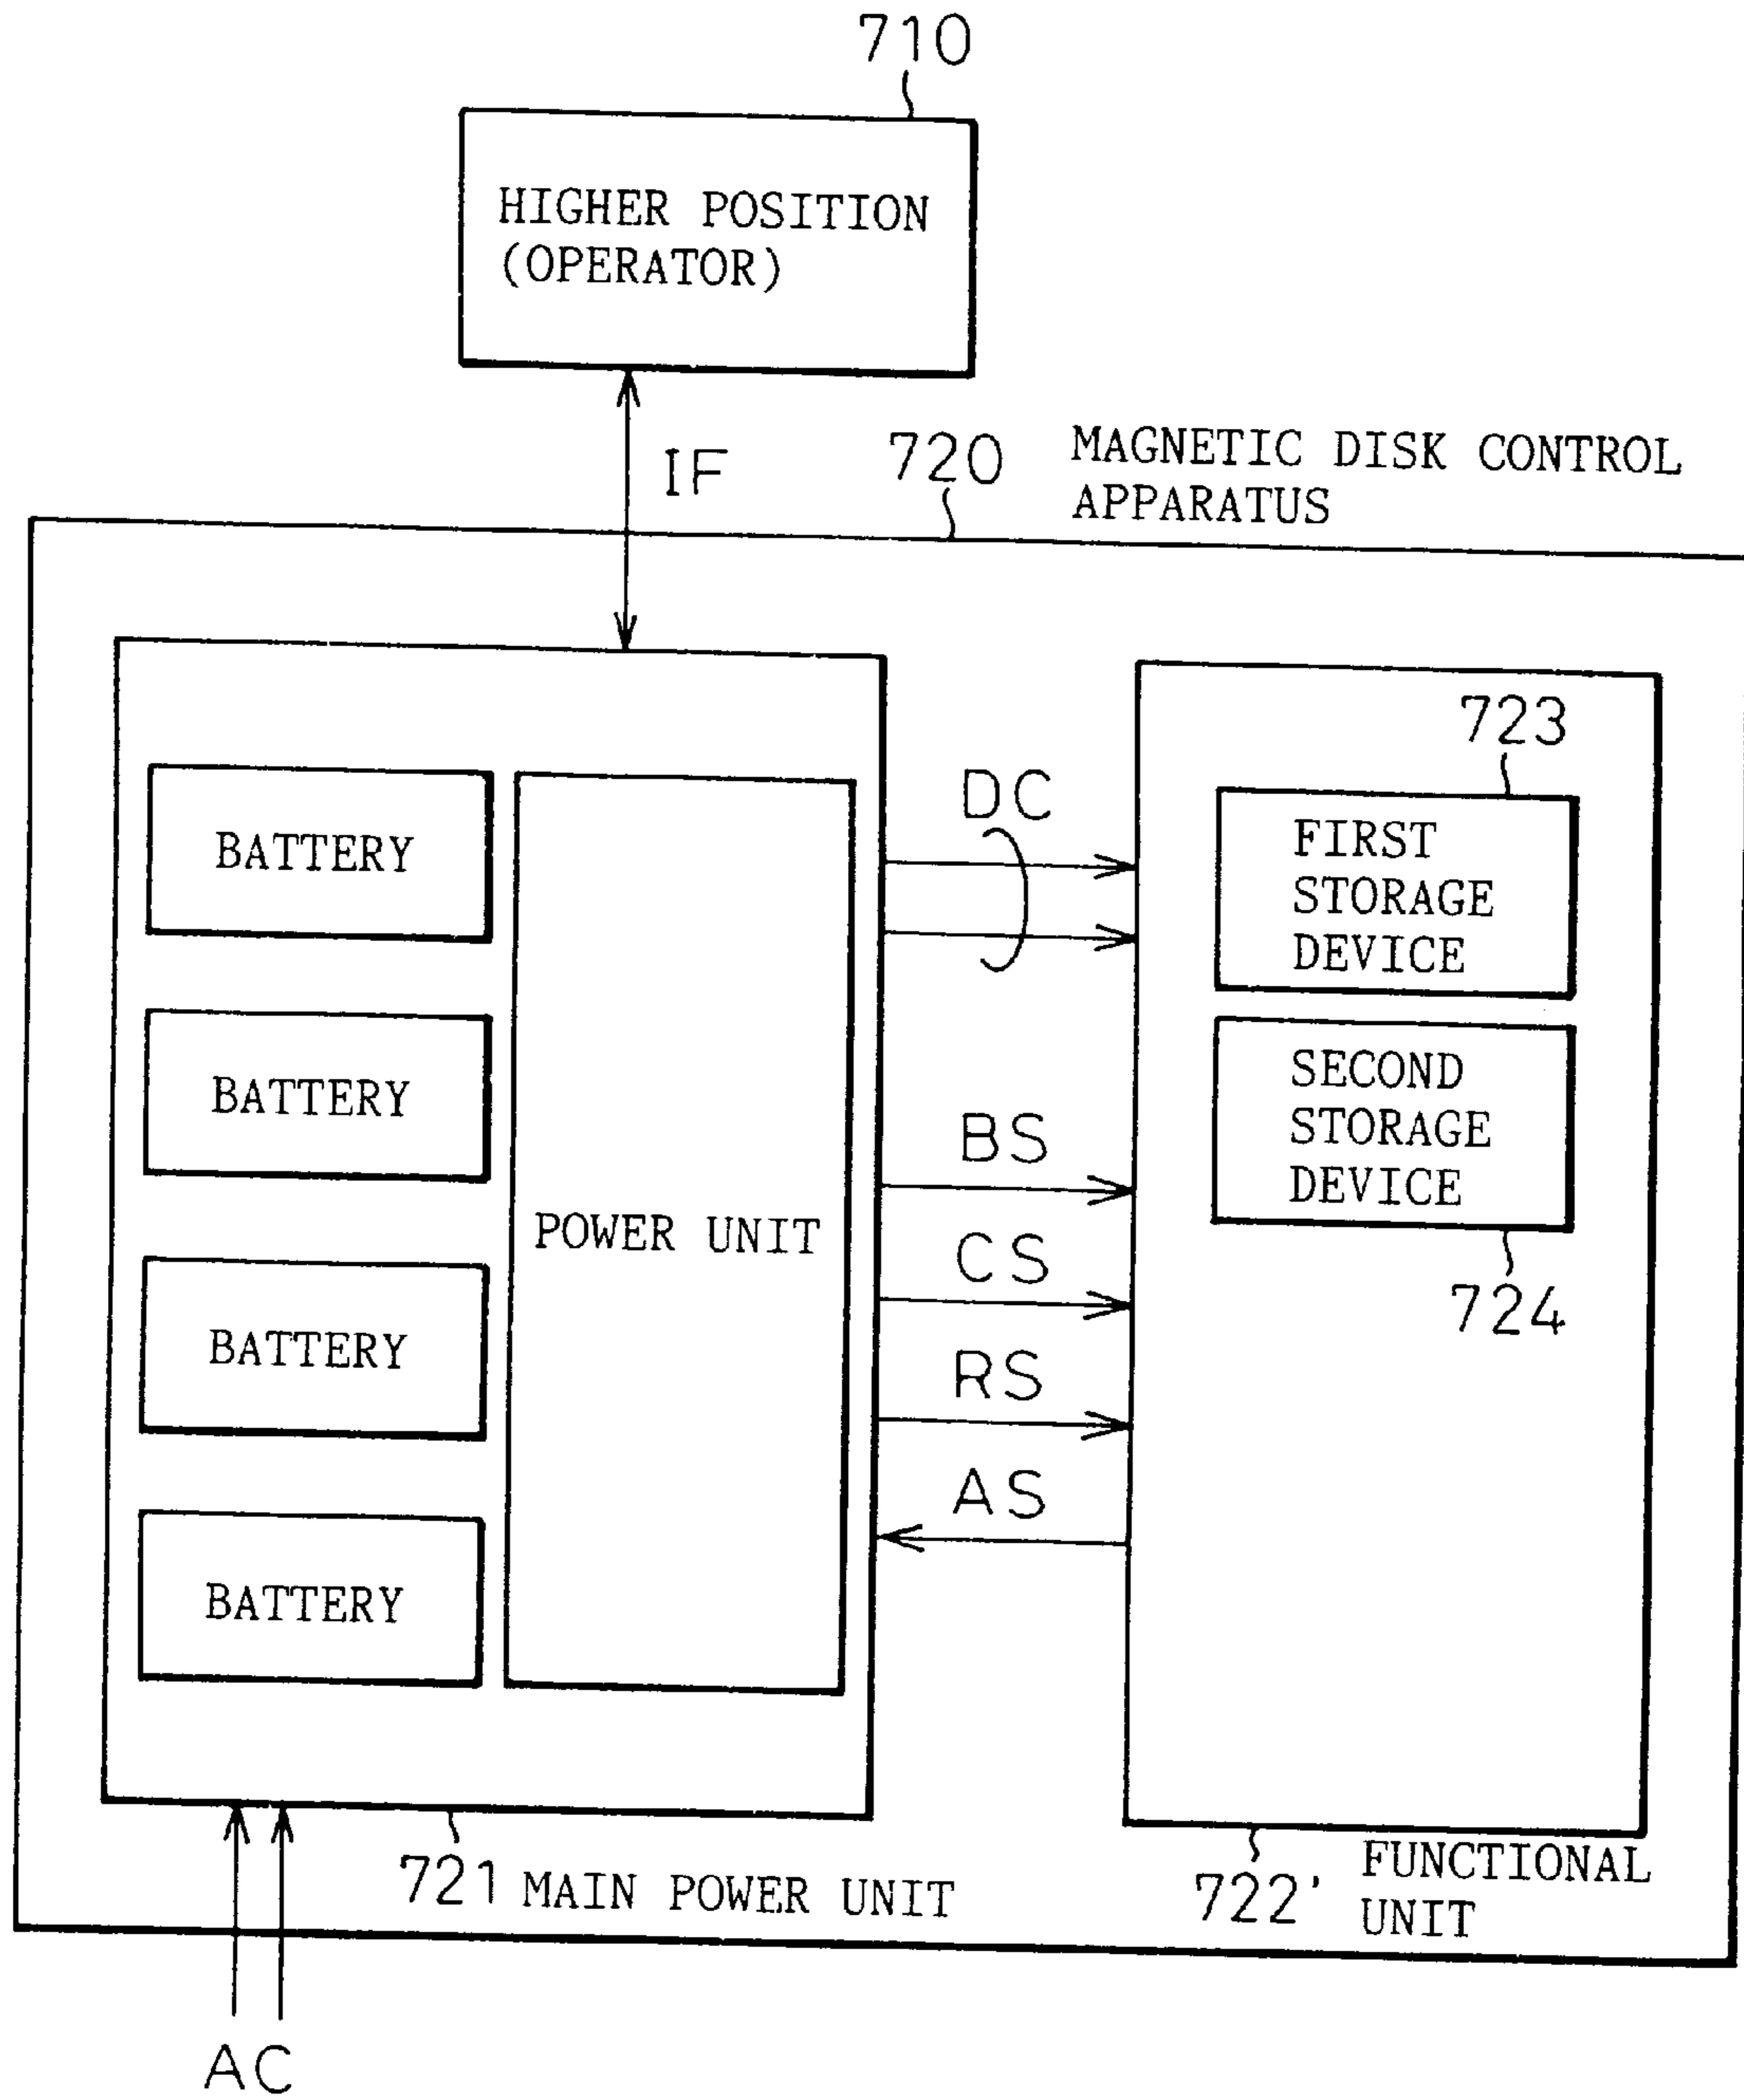 710
HIGHER POSITION
(OPERATOR)
IF
720
MAGNETIC DISK CONTROL
APPARATUS
BATTERY
BATTERY
BATTERY
BATTERY
POWER UNIT
DC
BS
CS
RS
AS
723
FIRST
STORAGE
DEVICE
SECOND
STORAGE
DEVICE
724
721 MAIN POWER UNIT
722' FUNCTIONAL
UNIT
AC